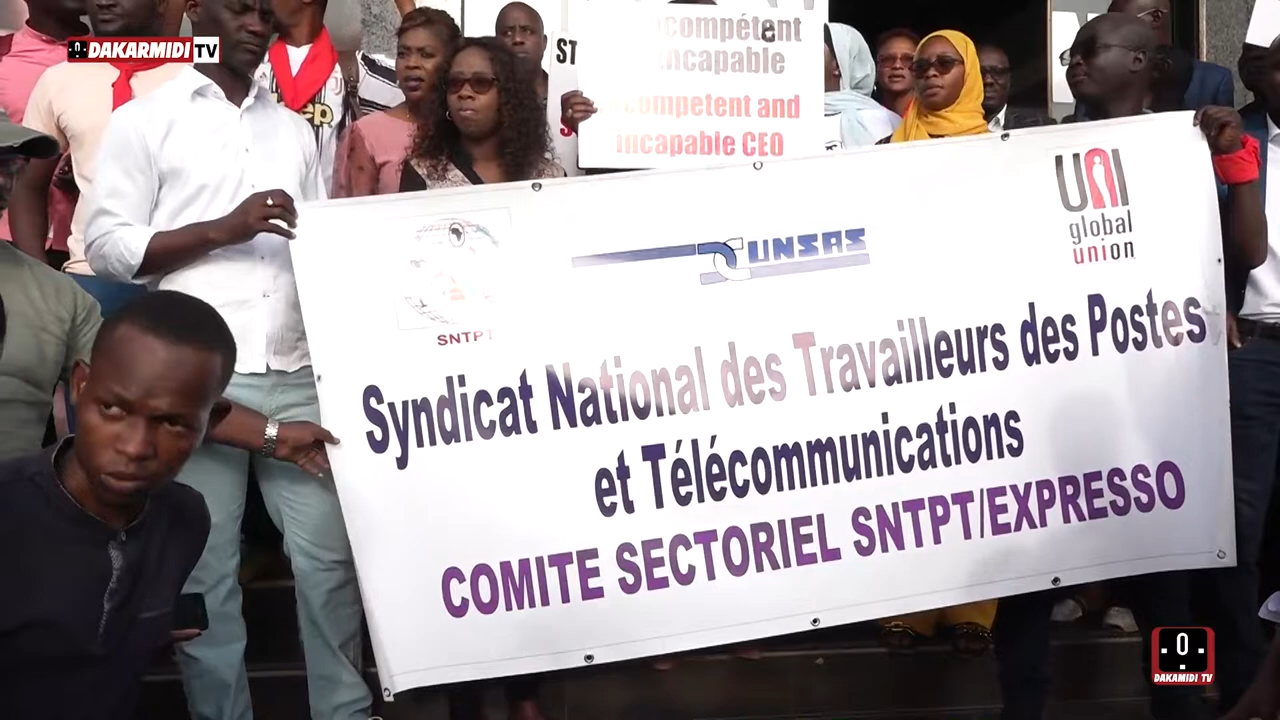 DAKARMIDI TV
ST
compétent
incapable
competent and
incapable CEO
SNTPT
UNSAS
UNI
global
union
Syndicat National des Travailleurs des Postes
et Télécommunications
COMITE SECTORIEL SNTPT/EXPRESSO
DAKAMIDI TV